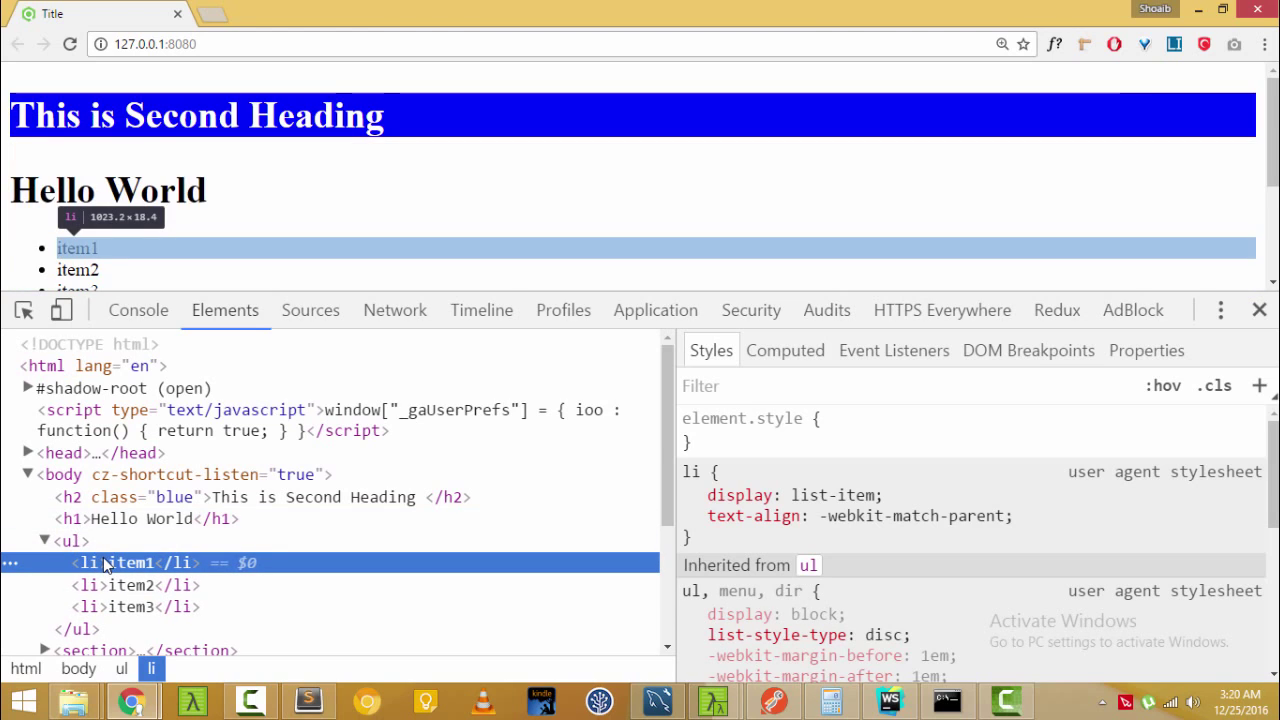 Title
Shoaib
127.0.0.1:8080
f?
LI
This is Second Heading
Hello World
li 1023.2×18.4
item1
item2
item3
Console Elements Sources Network Timeline Profiles Application Security Audits HTTPS Everywhere Redux AdBlock
<!DOCTYPE html>
<html lang="en">
#shadow-root (open)
<script type="text/javascript">window["_gaUserPrefs"] = { ioo :
function() { return true; } }</script>
<head>…</head>
<body cz-shortcut-listen="true">
<h2 class="blue">This is Second Heading </h2>
<h1>Hello World</h1>
<ul>
<li>item1</li> == $0
<li>item2</li>
<li>item3</li>
</ul>
<section>…</section>
html body ul li
Styles Computed Event Listeners DOM Breakpoints Properties
Filter :hov .cls +
element.style {
}
li { user agent stylesheet
display: list-item;
text-align: -webkit-match-parent;
}
Inherited from ul
ul, menu, dir { user agent stylesheet
display: block;
list-style-type: disc;
-webkit-margin-before: 1em;
-webkit-margin-after: 1em;
Activate Windows
Go to PC settings to activate Windows.
kindle
WS
3:20 AM
12/25/2016